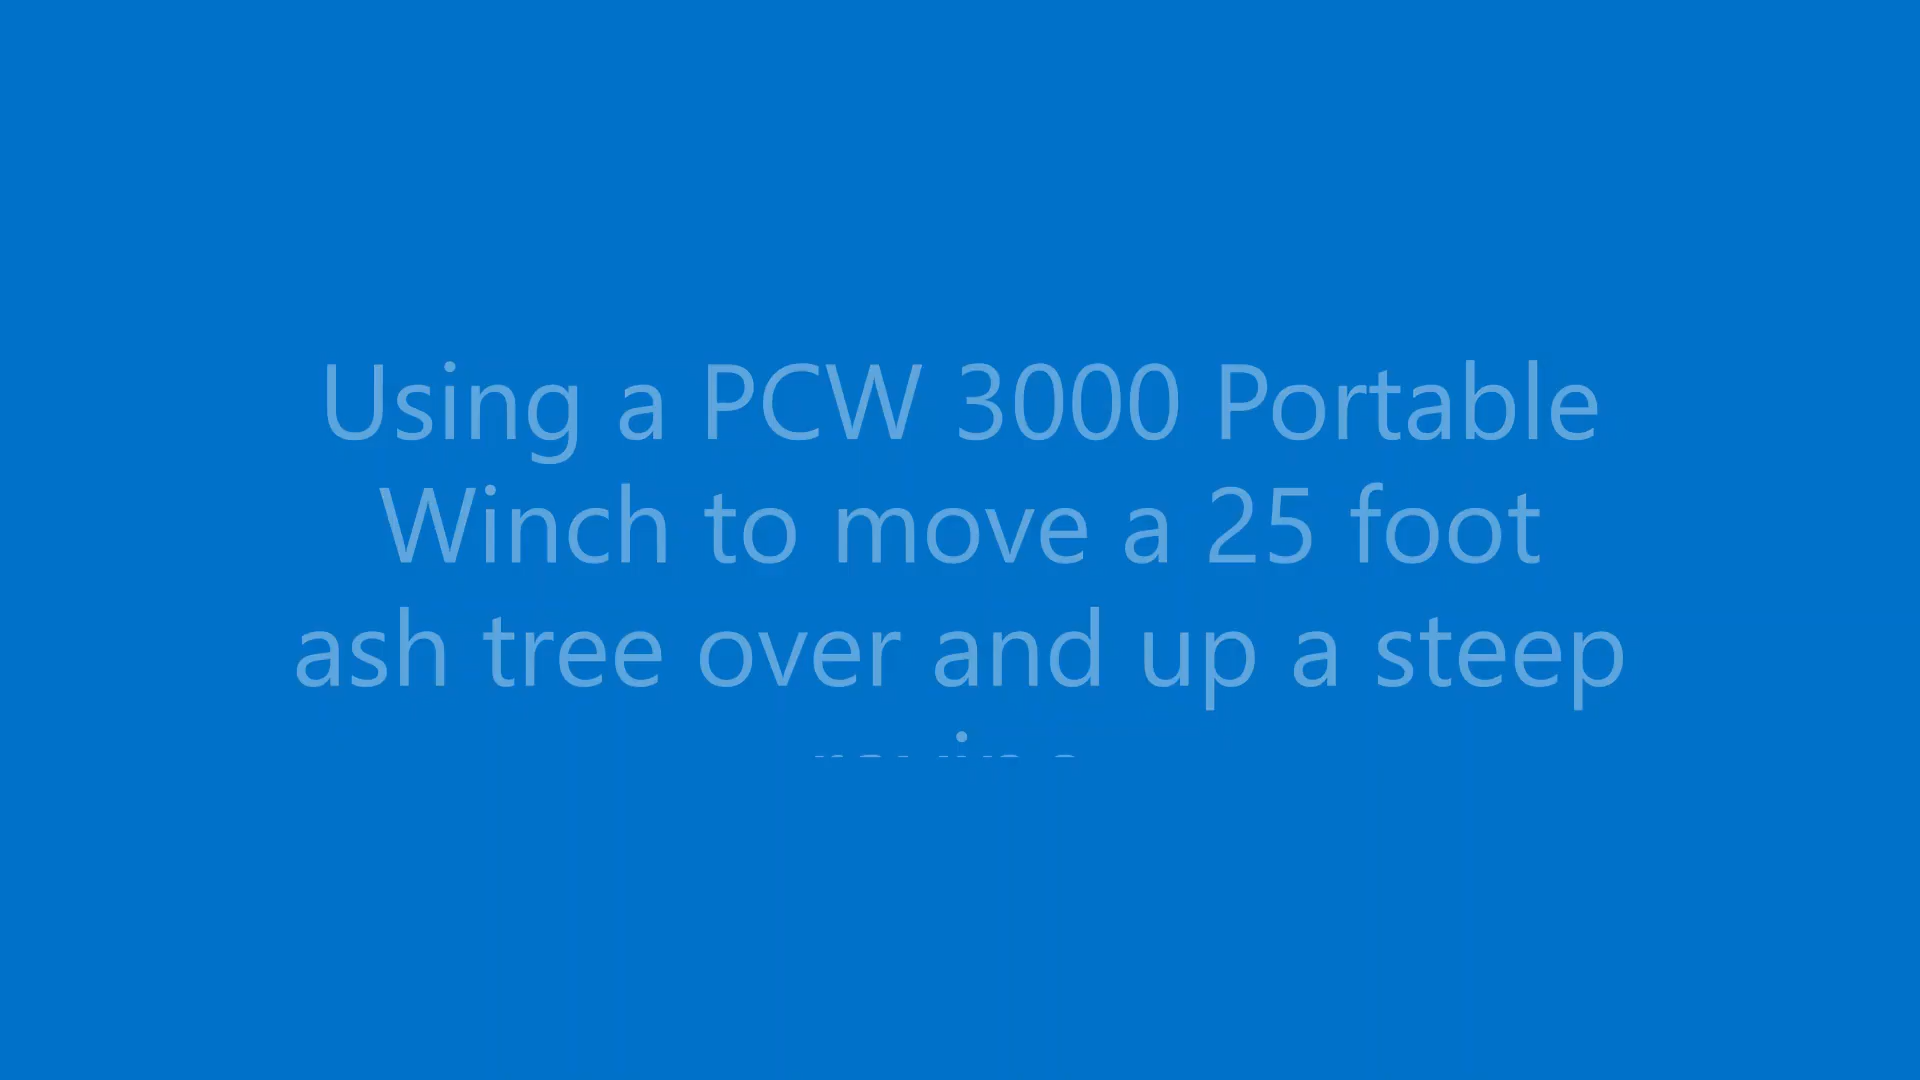 Using a PCW 3000 Portable
Winch to move a 25 foot
ash tree over and up a steep